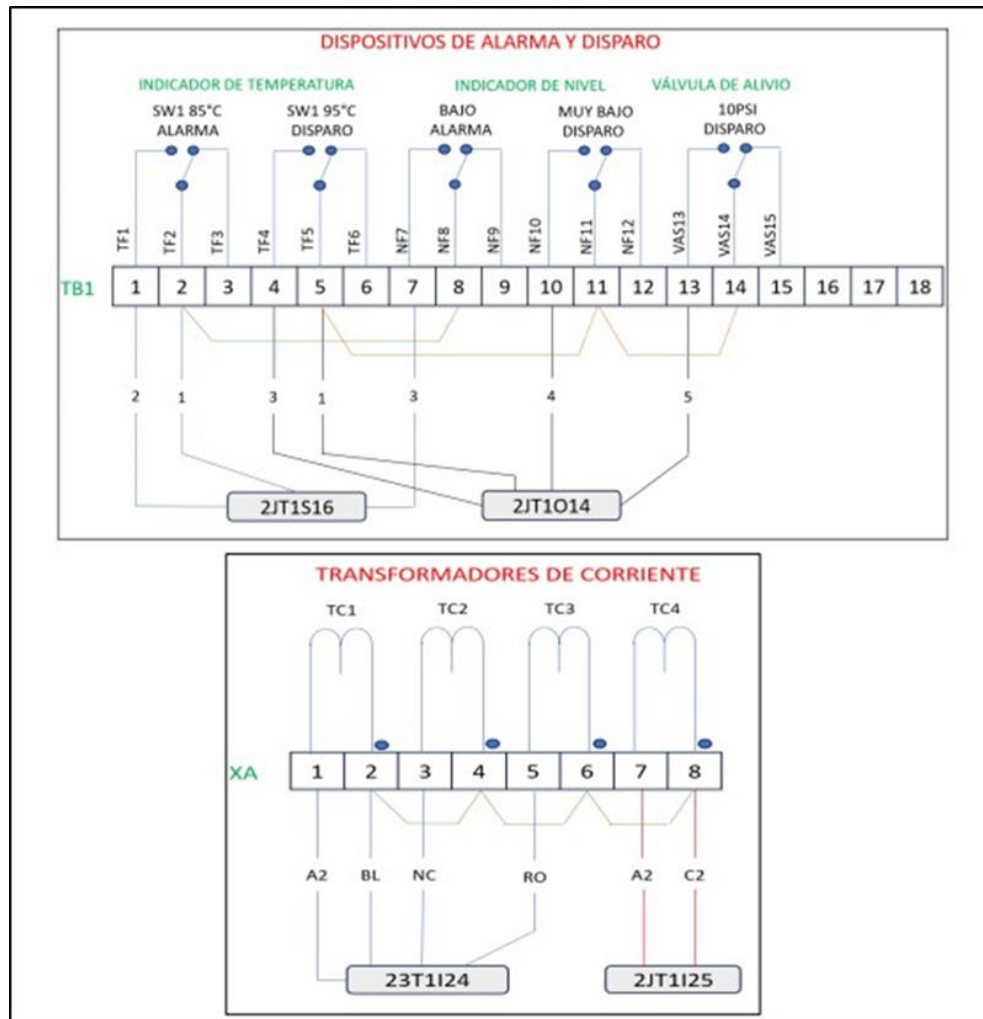 DISPOSITIVOS DE ALARMA Y DISPARO
INDICADOR DE TEMPERATURA
INDICADOR DE NIVEL
VÁLVULA DE ALIVIO
SW1 85°C
ALARMA
SW1 95°C
DISPARO
BAJO
ALARMA
MUY BAJO
DISPARO
10PSI
DISPARO
TF1
TF2
TF3
TF4
TF5
TF6
NF7
NF8
NF9
NF10
NF11
NF12
VAS13
VAS14
VAS15
TB1 1 2 3 4 5 6 7 8 9 10 11 12 13 14 15 16 17 18
2 1 3 1 3 4 5
2JT1S16
2JT1O14
TRANSFORMADORES DE CORRIENTE
TC1 TC2 TC3 TC4
XA 1 2 3 4 5 6 7 8
A2 BL NC RO A2 C2
23T1I24
2JT1I25